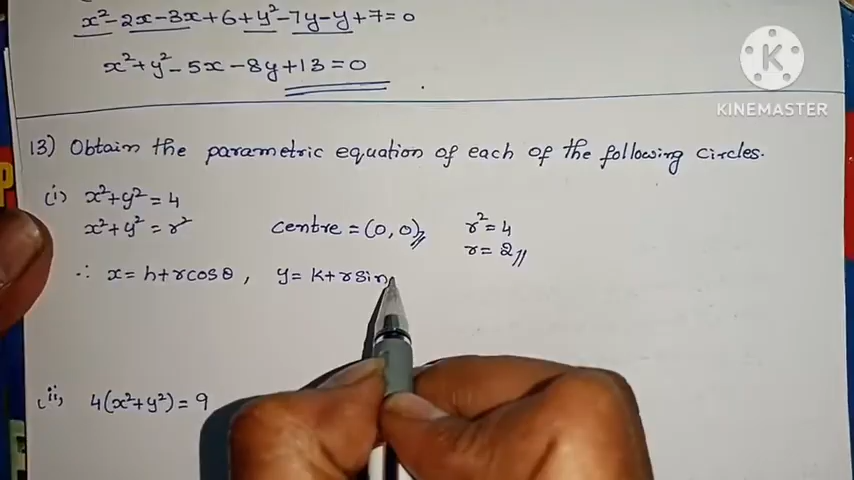 x²-2x-3x+6+y²-7y-y+7=0
x²+y²-5x-8y+13=0
K
KINEMASTER
13) Obtain the parametric equation of each of the following circles.
(i) x²+y²=4
x²+y²=r² centre=(0,0), r²=4
r=2
∴ x=h+rcosθ, y=k+rsin
(ii, 4(x²+y²)=9